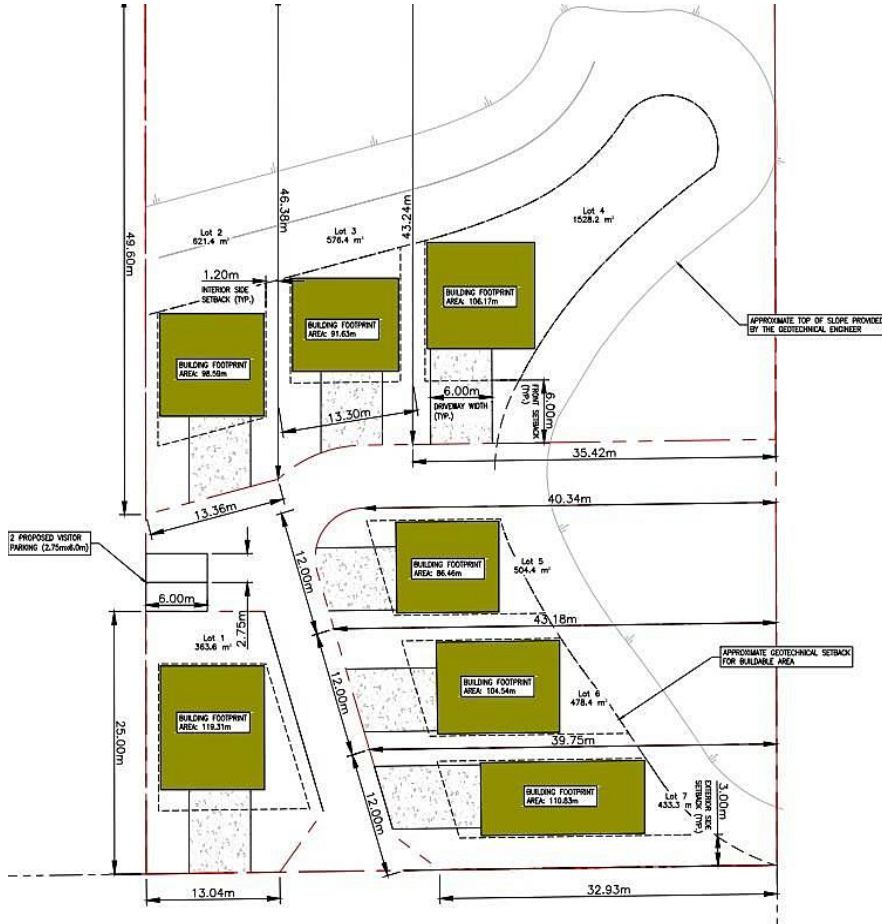 Lot 2
621.4 m²
Lot 3
576.4 m²
Lot 4
1528.2 m²
46.38m
43.24m
49.60m
1.20m
INTERIOR SIDE
SETBACK (TYP.)
BUILDING FOOTPRINT
AREA: 106.17m
BUILDING FOOTPRINT
AREA: 91.63m
BUILDING FOOTPRINT
AREA: 98.59m
APPROXIMATE TOP OF SLOPE PROVIDED
BY THE GEOTECHNICAL ENGINEER
6.00m
DRIVEWAY WIDTH
(TYP.)
FRONT SETBACK
(TYP.)
6.00m
13.30m
35.42m
13.36m
40.34m
2 PROPOSED VISITOR
PARKING (2.75mx6.0m)
6.00m
2.75m
12.00m
BUILDING FOOTPRINT
AREA: 86.46m
Lot 5
504.4 m²
43.18m
Lot 1
363.6 m²
12.00m
BUILDING FOOTPRINT
AREA: 104.54m
Lot 6
478.4 m²
APPROXIMATE GEOTECHNICAL SETBACK
FOR BUILDABLE AREA
39.75m
BUILDING FOOTPRINT
AREA: 119.31m
25.00m
12.00m
BUILDING FOOTPRINT
AREA: 110.83m
Lot 7
433.3 m
EXTERIOR SIDE
SETBACK (TYP.)
3.00m
13.04m
32.93m